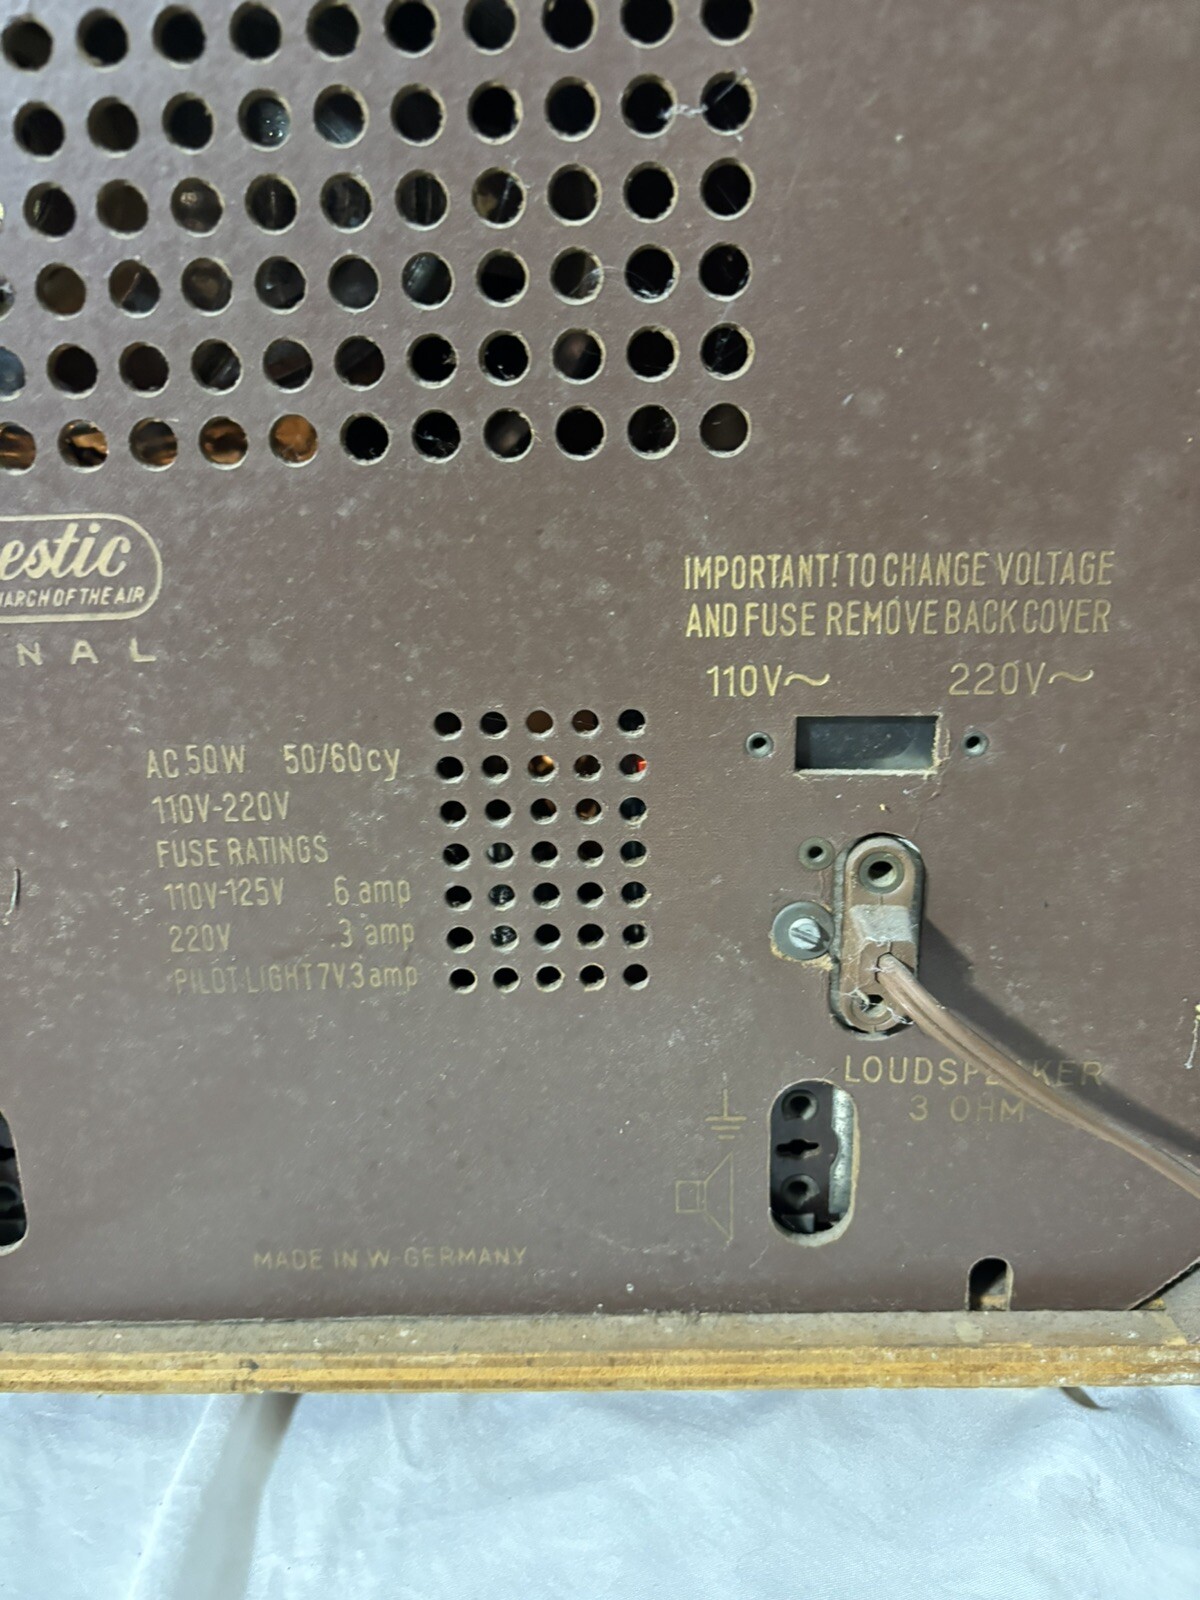 estic
ARCH OF THE AIR
NAL
IMPORTANT! TO CHANGE VOLTAGE
AND FUSE REMOVE BACK COVER
110V~ 220V~
AC 50W 50/60cy
110V-220V
FUSE RATINGS
110V-125V .6 amp
220V .3 amp
PILOT LIGHT 7V.3 amp
LOUDSPEAKER
3 OHM
MADE IN W-GERMANY